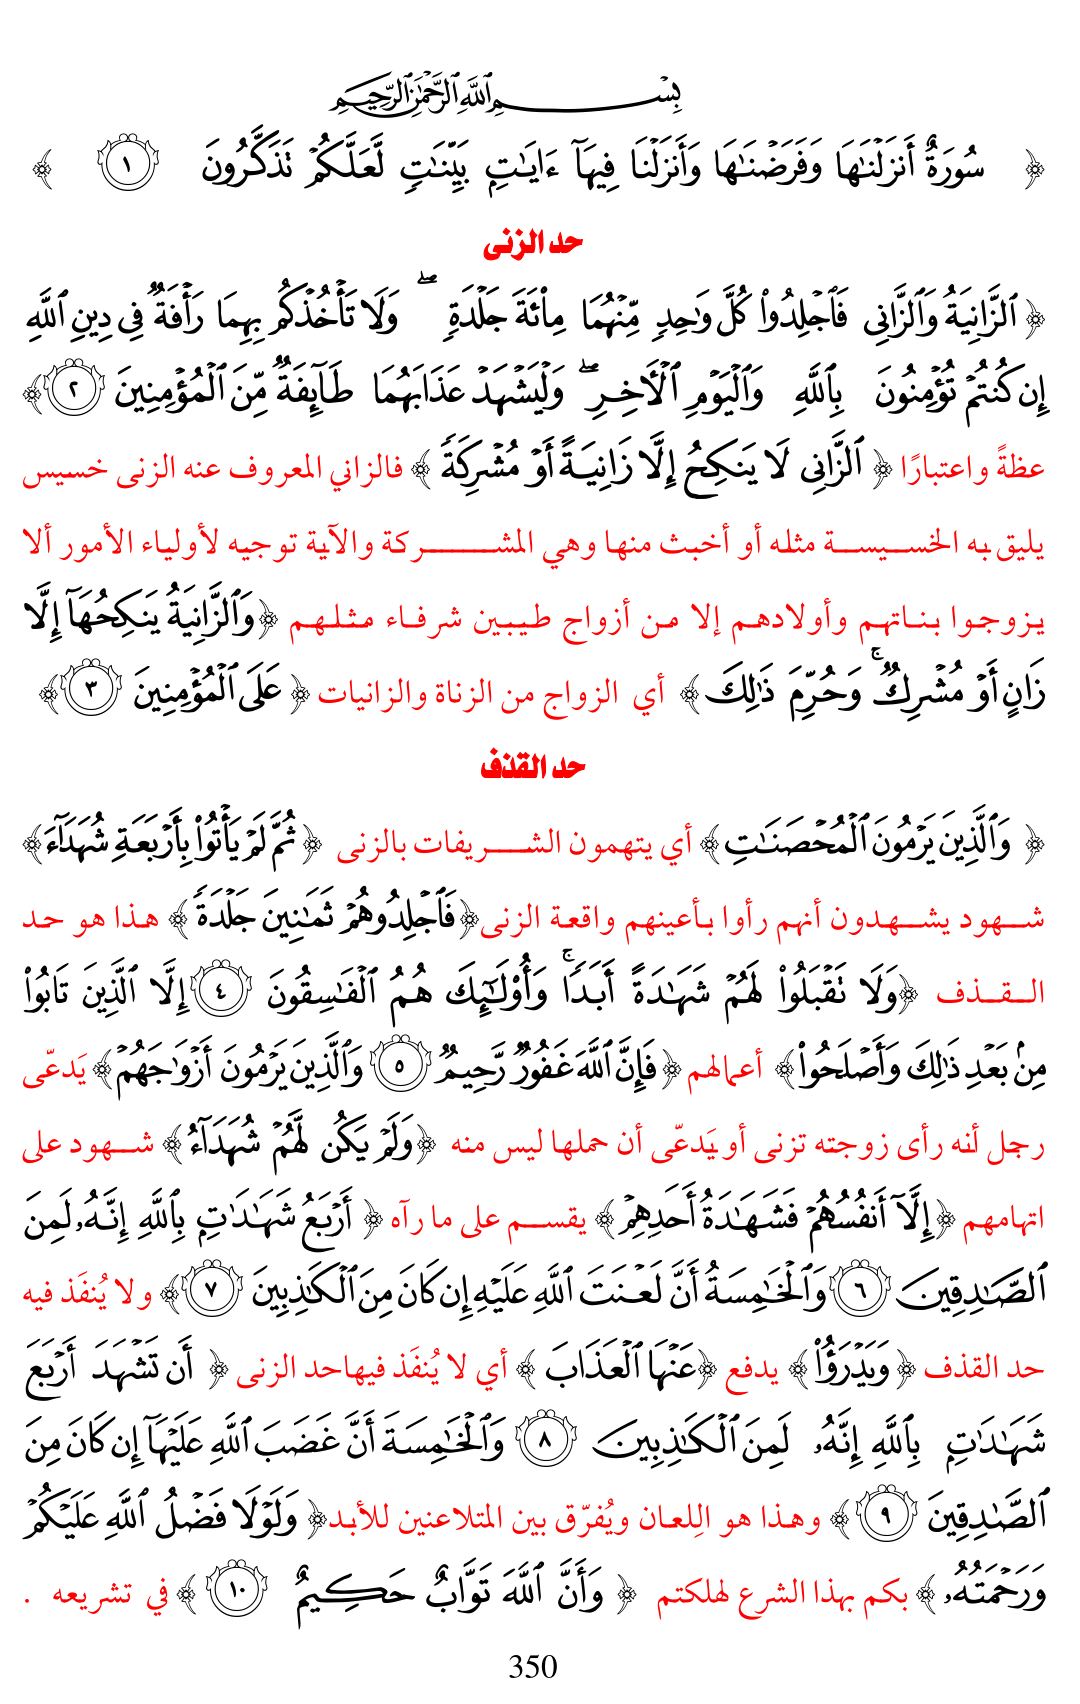 بِسْمِ اللَّهِ الرَّحْمَٰنِ الرَّحِيمِ
﴿ سُورَةٌ أَنزَلْنَٰهَا وَفَرَضْنَٰهَا وَأَنزَلْنَا فِيهَآ ءَايَٰتٍۭ بَيِّنَٰتٍ لَّعَلَّكُمْ تَذَكَّرُونَ ١ ﴾
حد الزنى
﴿ ٱلزَّانِيَةُ وَٱلزَّانِى فَٱجْلِدُوا۟ كُلَّ وَٰحِدٍ مِّنْهُمَا مِا۟ئَةَ جَلْدَةٍ ۖ وَلَا تَأْخُذْكُم بِهِمَا رَأْفَةٌ فِى دِينِ ٱللَّهِ
إِن كُنتُمْ تُؤْمِنُونَ بِٱللَّهِ وَٱلْيَوْمِ ٱلْأَخِرِ ۖ وَلْيَشْهَدْ عَذَابَهُمَا طَآئِفَةٌ مِّنَ ٱلْمُؤْمِنِينَ ٢ ﴾
عظةً واعتبارًا ﴿ ٱلزَّانِى لَا يَنكِحُ إِلَّا زَانِيَةً أَوْ مُشْرِكَةً ﴾ فالزاني المعروف عنه الزنى خسيس
يليق به الخسيسة مثله أو أخبث منها وهي المشركة والآية توجيه لأولياء الأمور ألا
يزوجوا بناتهم وأولادهم إلا من أزواج طيبين شرفاء مثلهم ﴿ وَٱلزَّانِيَةُ يَنكِحُهَآ إِلَّا
زَانٍ أَوْ مُشْرِكٌ ۚ وَحُرِّمَ ذَٰلِكَ ﴾ أي الزواج من الزناة والزانيات ﴿ عَلَى ٱلْمُؤْمِنِينَ ٣ ﴾
حد القذف
﴿ وَٱلَّذِينَ يَرْمُونَ ٱلْمُحْصَنَٰتِ ﴾ أي يتهمون الشريفات بالزنى ﴿ ثُمَّ لَمْ يَأْتُوا۟ بِأَرْبَعَةِ شُهَدَآءَ ﴾
شهود يشهدون أنهم رأوا بأعينهم واقعة الزنى ﴿ فَٱجْلِدُوهُمْ ثَمَٰنِينَ جَلْدَةً ﴾ هذا هو حد
القذف ﴿ وَلَا تَقْبَلُوا۟ لَهُمْ شَهَٰدَةً أَبَدًا ۚ وَأُو۟لَٰٓئِكَ هُمُ ٱلْفَٰسِقُونَ ٤ إِلَّا ٱلَّذِينَ تَابُوا۟
مِنۢ بَعْدِ ذَٰلِكَ وَأَصْلَحُوا۟ ﴾ أعمالهم ﴿ فَإِنَّ ٱللَّهَ غَفُورٌ رَّحِيمٌ ٥ وَٱلَّذِينَ يَرْمُونَ أَزْوَٰجَهُمْ ﴾ يَدعّى
رجل أنه رأى زوجته تزنى أو يَدعّى أن حملها ليس منه ﴿ وَلَمْ يَكُن لَّهُمْ شُهَدَآءُ ﴾ شهود على
اتهامهم ﴿ إِلَّآ أَنفُسُهُمْ فَشَهَٰدَةُ أَحَدِهِمْ ﴾ يقسم على ما رآه ﴿ أَرْبَعُ شَهَٰدَٰتٍۭ بِٱللَّهِ إِنَّهُۥ لَمِنَ
ٱلصَّٰدِقِينَ ٦ وَٱلْخَٰمِسَةُ أَنَّ لَعْنَتَ ٱللَّهِ عَلَيْهِ إِن كَانَ مِنَ ٱلْكَٰذِبِينَ ٧ ﴾ ولا يُنفَذ فيه
حد القذف ﴿ وَيَدْرَؤُا۟ ﴾ يدفع ﴿ عَنْهَا ٱلْعَذَابَ ﴾ أي لا يُنفَذ فيهاحد الزنى ﴿ أَن تَشْهَدَ أَرْبَعَ
شَهَٰدَٰتٍۭ بِٱللَّهِ إِنَّهُۥ لَمِنَ ٱلْكَٰذِبِينَ ٨ وَٱلْخَٰمِسَةَ أَنَّ غَضَبَ ٱللَّهِ عَلَيْهَآ إِن كَانَ مِنَ
ٱلصَّٰدِقِينَ ٩ ﴾ وهذا هو اللِعان ويُفرّق بين المتلاعنين للأبد ﴿ وَلَوْلَا فَضْلُ ٱللَّهِ عَلَيْكُمْ
وَرَحْمَتُهُۥ ﴾ بكم بهذا الشرع لهلكتم ﴿ وَأَنَّ ٱللَّهَ تَوَّابٌ حَكِيمٌ ١٠ ﴾ في تشريعه .
350